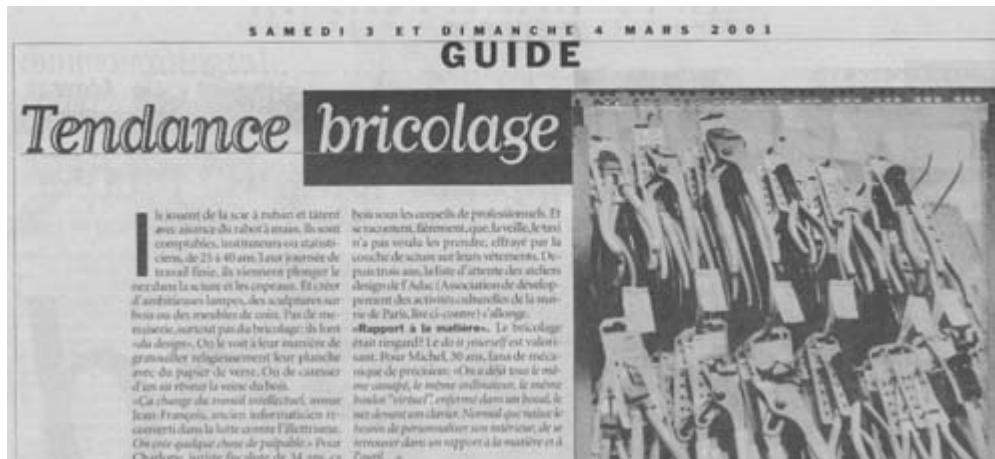 SAMEDI 3 ET DIMANCHE 4 MARS 2001
GUIDE
Tendance bricolage
Ils jouent de la scie à ruban et tâtent
avec aisance du rabot à main. Ils sont
comptables, instituteurs ou statisti-
ciens, de 25 à 40 ans. Leur journée de
travail finie, ils viennent plonger le
nez dans la sciure et les copeaux. Et créer
d'ambitieuses lampes, des sculptures sur
bois ou des meubles de coin. Pas de me-
nuiserie, surtout pas du bricolage: ils font
«du design». On le voit à leur manière de
gratouiller religieusement leur planche
avec du papier de verre. Ou de caresser
d'un air rêveur la veine du bois.
«Ça change du travail intellectuel, avoue
Jean-François, ancien informaticien re-
converti dans la lutte contre l'illettrisme.
On crée quelque chose de palpable.» Pour
Charlotte, juriste fiscaliste de 34 ans, ça
bois sous les conseils de professionnels. Et
se racontent, fièrement, que, la veille, le taxi
n'a pas voulu les prendre, effrayé par la
couche de sciure sur leurs vêtements. De-
puis trois ans, la liste d'attente des ateliers
design de l'Adac (Association de dévelop-
pement des activités culturelles de la mai-
rie de Paris, lire ci-contre) s'allonge.
«Rapport à la matière». Le bricolage
était ringard? Le do it yourself est valori-
sant. Pour Michel, 30 ans, fana de méca-
nique de précision: «On a déjà tous le mê-
me canapé, le même ordinateur, le même
boulot "virtuel", enfermé dans un bocal, le
nez devant son clavier. Normal que naisse le
besoin de personnaliser son intérieur, de se
retrouver dans un rapport à la matière et à
l'outil